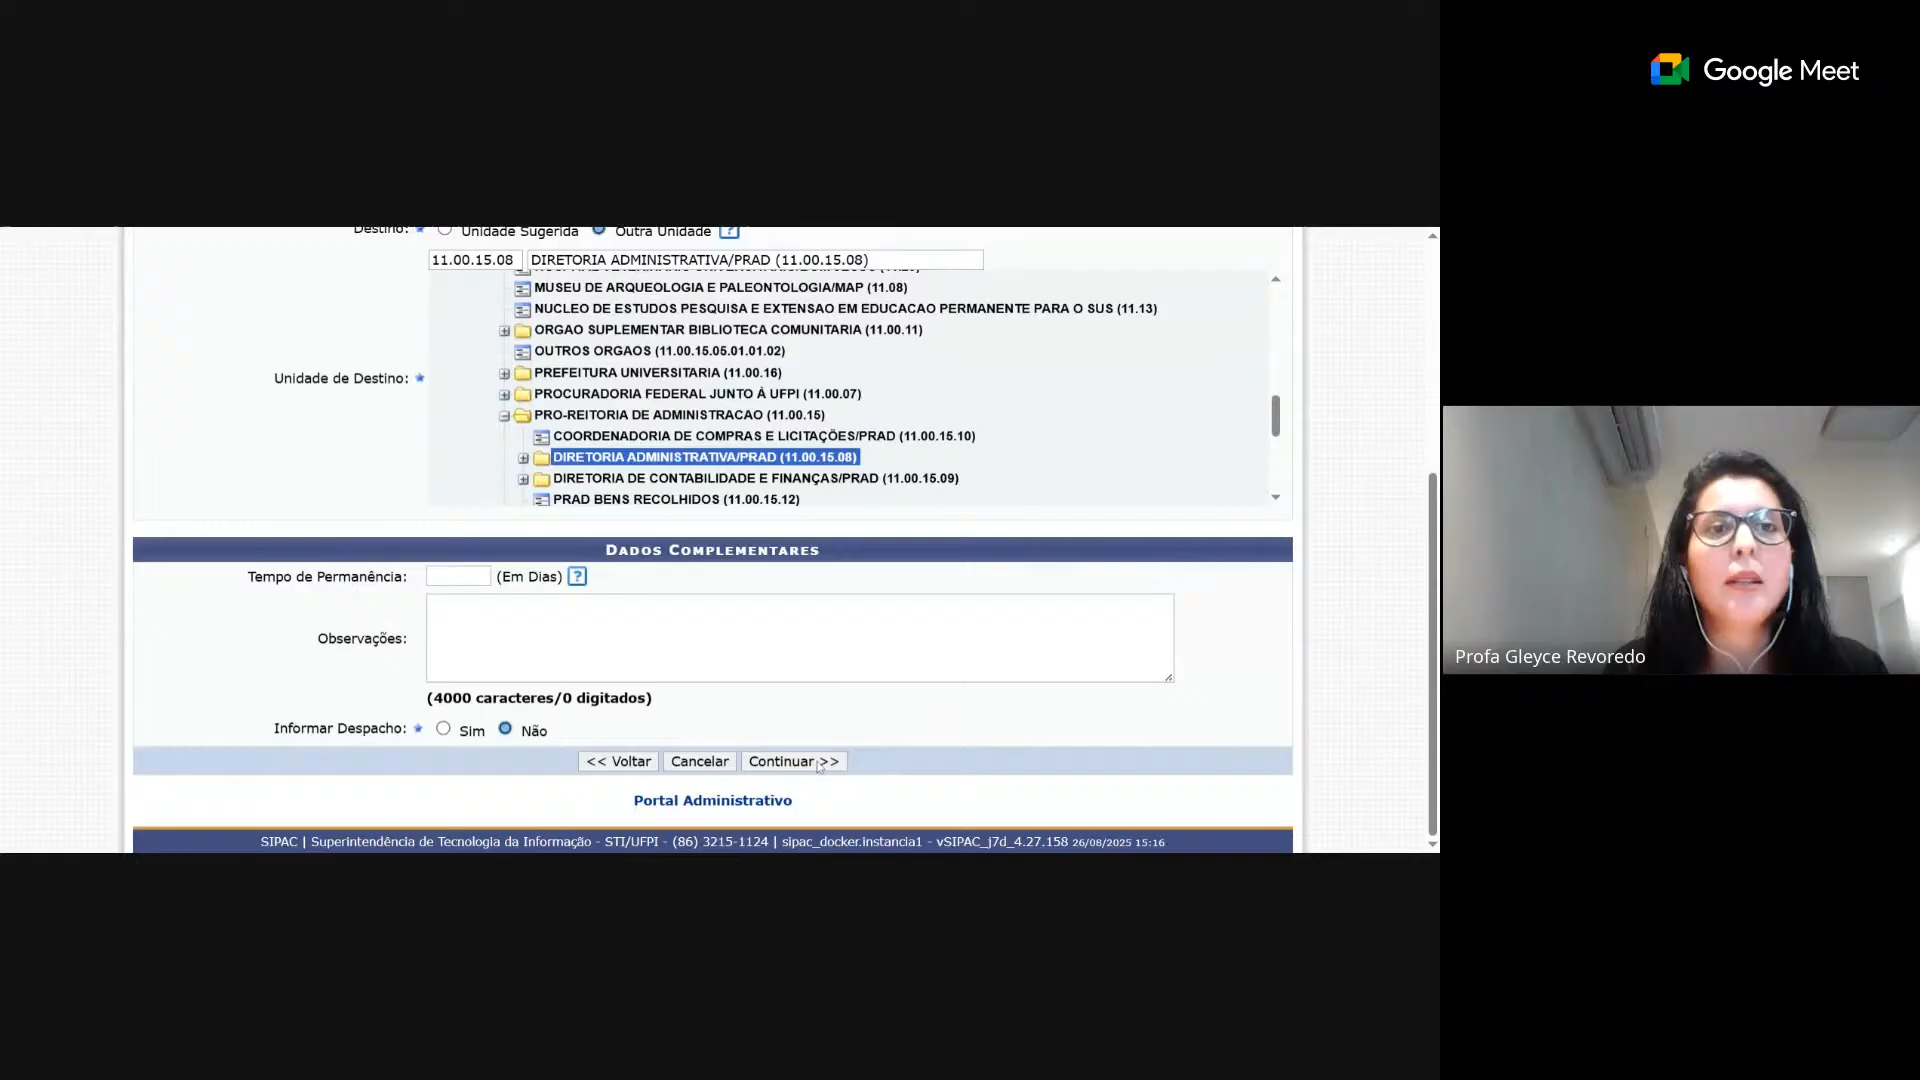 Google Meet
Destino: Unidade Sugerida Outra Unidade ?
11.00.15.08 DIRETORIA ADMINISTRATIVA/PRAD (11.00.15.08)
MUSEU DE ARQUEOLOGIA E PALEONTOLOGIA/MAP (11.08)
NUCLEO DE ESTUDOS PESQUISA E EXTENSAO EM EDUCACAO PERMANENTE PARA O SUS (11.13)
ORGAO SUPLEMENTAR BIBLIOTECA COMUNITARIA (11.00.11)
OUTROS ORGAOS (11.00.15.05.01.01.02)
PREFEITURA UNIVERSITARIA (11.00.16)
Unidade de Destino:
PROCURADORIA FEDERAL JUNTO À UFPI (11.00.07)
PRO-REITORIA DE ADMINISTRACAO (11.00.15)
COORDENADORIA DE COMPRAS E LICITAÇÕES/PRAD (11.00.15.10)
DIRETORIA ADMINISTRATIVA/PRAD (11.00.15.08)
DIRETORIA DE CONTABILIDADE E FINANÇAS/PRAD (11.00.15.09)
PRAD BENS RECOLHIDOS (11.00.15.12)
DADOS COMPLEMENTARES
Tempo de Permanência: (Em Dias) ?
Observações:
(4000 caracteres/0 digitados)
Informar Despacho: Sim Não
<< Voltar Cancelar Continuar >>
Portal Administrativo
SIPAC | Superintendência de Tecnologia da Informação - STI/UFPI - (86) 3215-1124 | sipac_docker.instancia1 - vSIPAC_j7d_4.27.158 26/08/2025 15:16
Profa Gleyce Revoredo